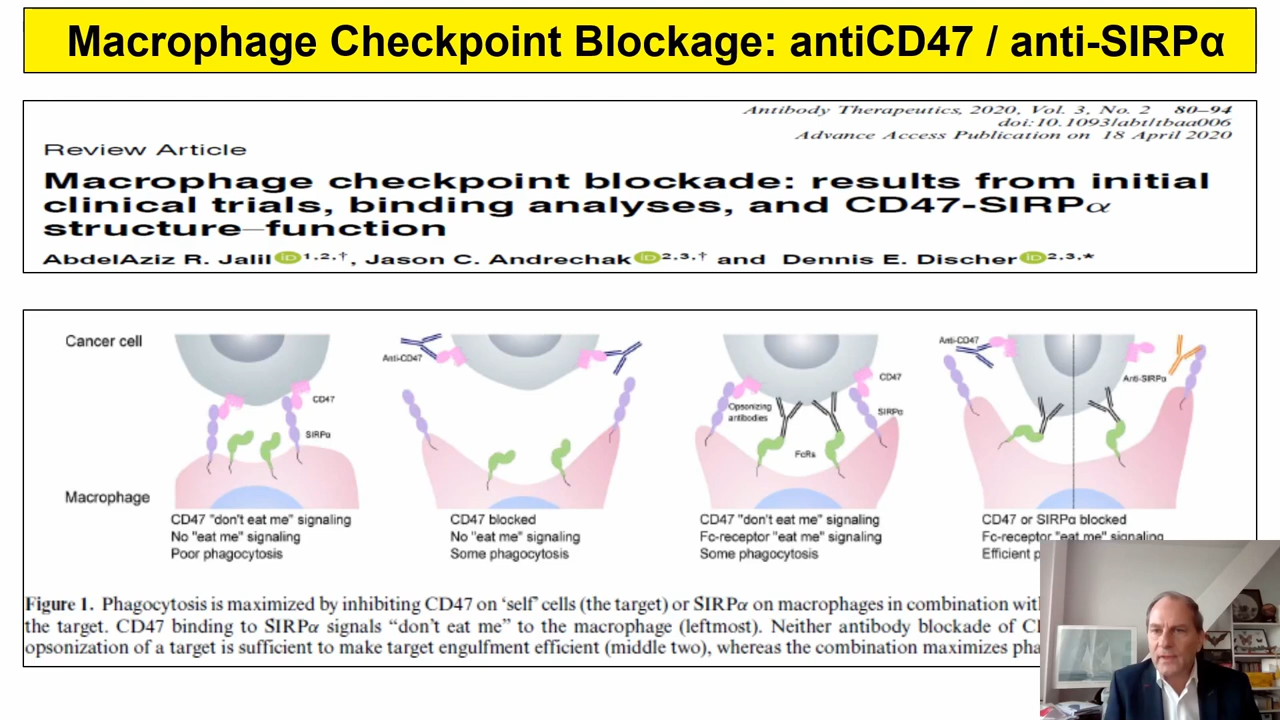 Macrophage Checkpoint Blockage: antiCD47 / anti-SIRPα
Antibody Therapeutics, 2020, Vol. 3, No. 2 80–94
doi:10.1093/abt/tbaa006
Advance Access Publication on 18 April 2020
Review Article
Macrophage checkpoint blockade: results from initial
clinical trials, binding analyses, and CD47-SIRPα
structure–function
AbdelAziz R. Jalil iD 1,2,†, Jason C. Andrechak iD 2,3,† and Dennis E. Discher iD 2,3,*
Cancer cell
CD47
SIRPα
Macrophage
CD47 "don't eat me" signaling
No "eat me" signaling
Poor phagocytosis
Anti-CD47
CD47 blocked
No "eat me" signaling
Some phagocytosis
CD47
Opsonizing
antibodies
SIRPα
FcRs
CD47 "don't eat me" signaling
Fc-receptor "eat me" signaling
Some phagocytosis
Anti-CD47
Anti-SIRPα
CD47 or SIRPα blocked
Fc-receptor "eat me" signaling
Efficient
Figure 1. Phagocytosis is maximized by inhibiting CD47 on 'self' cells (the target) or SIRPα on macrophages in combination
the target. CD47 binding to SIRPα signals “don’t eat me” to the macrophage (leftmost). Neither antibody blockade of
opsonization of a target is sufficient to make target engulfment efficient (middle two), whereas the combination maximizes